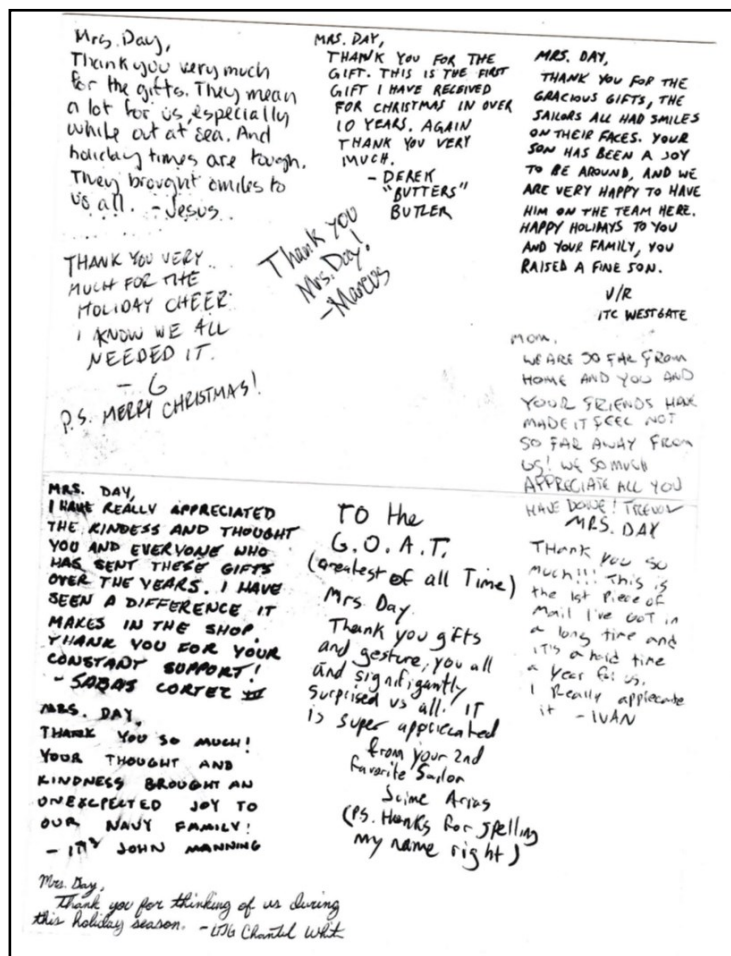 Mrs. Day,
Thank you very much
for the gifts. They mean
a lot for us, especially
while out at sea. And
holiday times are tough.
They brought smiles to
us all. - Jesus
MRS. DAY,
THANK YOU FOR THE
GIFT. THIS IS THE FIRST
GIFT I HAVE RECEIVED
FOR CHRISTMAS IN OVER
10 YEARS. AGAIN
THANK YOU VERY
MUCH.
- DEREK
"BUTTERS"
BUTLER
MRS. DAY,
THANK YOU FOR THE
GRACIOUS GIFTS, THE
SAILORS ALL HAD SMILES
ON THEIR FACES. YOUR
SON HAS BEEN A JOY
TO BE AROUND, AND WE
ARE VERY HAPPY TO HAVE
HIM ON THE TEAM HERE.
HAPPY HOLIDAYS TO YOU
AND YOUR FAMILY, YOU
RAISED A FINE SON.
V/R
ITC WESTGATE
THANK YOU VERY
MUCH FOR THE
HOLIDAY CHEER
I KNOW WE ALL
NEEDED IT.
- G
P.S. MERRY CHRISTMAS!
Thank you
Mrs. Day!
- Marcus
Mom,
WE ARE SO FAR FROM
HOME AND YOU AND
YOUR FRIENDS HAVE
MADE IT FEEL NOT
SO FAR AWAY FROM
US! WE SO MUCH
APPRECIATE ALL YOU
HAVE DONE! TREVOR
MRS. DAY,
I HAVE REALLY APPRECIATED
THE KINDESS AND THOUGHT
YOU AND EVERYONE WHO
HAS SENT THESE GIFTS
OVER THE YEARS. I HAVE
SEEN A DIFFERENCE IT
MAKES IN THE SHOP.
THANK YOU FOR YOUR
CONSTANT SUPPORT!
- SABAS CORTEZ III
TO the
G.O.A.T.
(Greatest of all Time)
Mrs. Day.
Thank you gifts
and gesture, you all
and signifigantly
surprised us all. IT
is super appreciated
from your 2nd
favorite Sailor
Jaime Arias
(PS. thanks for spelling
my name right)
MRS. DAY
Thank you so
much!!! This is
the 1st piece of
mail I've got in
a long time and
it's a hard time
a year for us.
I Really appreciate
it - IVAN
MRS. DAY,
THANK YOU SO MUCH!
YOUR THOUGHT AND
KINDNESS BROUGHT AN
UNEXPECTED JOY TO
OUR NAVY FAMILY!
- IT3 JOHN MANNING
Mrs. Day,
Thank you for thinking of us during
this holiday season. - LTJG Chantel